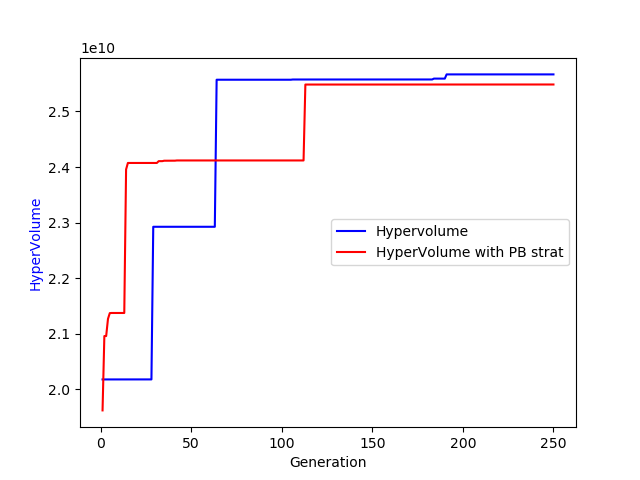 1e10
2.5
2.4
2.3
2.2
2.1
2.0
HyperVolume
Hypervolume
HyperVolume with PB strat
0
50
100
150
200
250
Generation